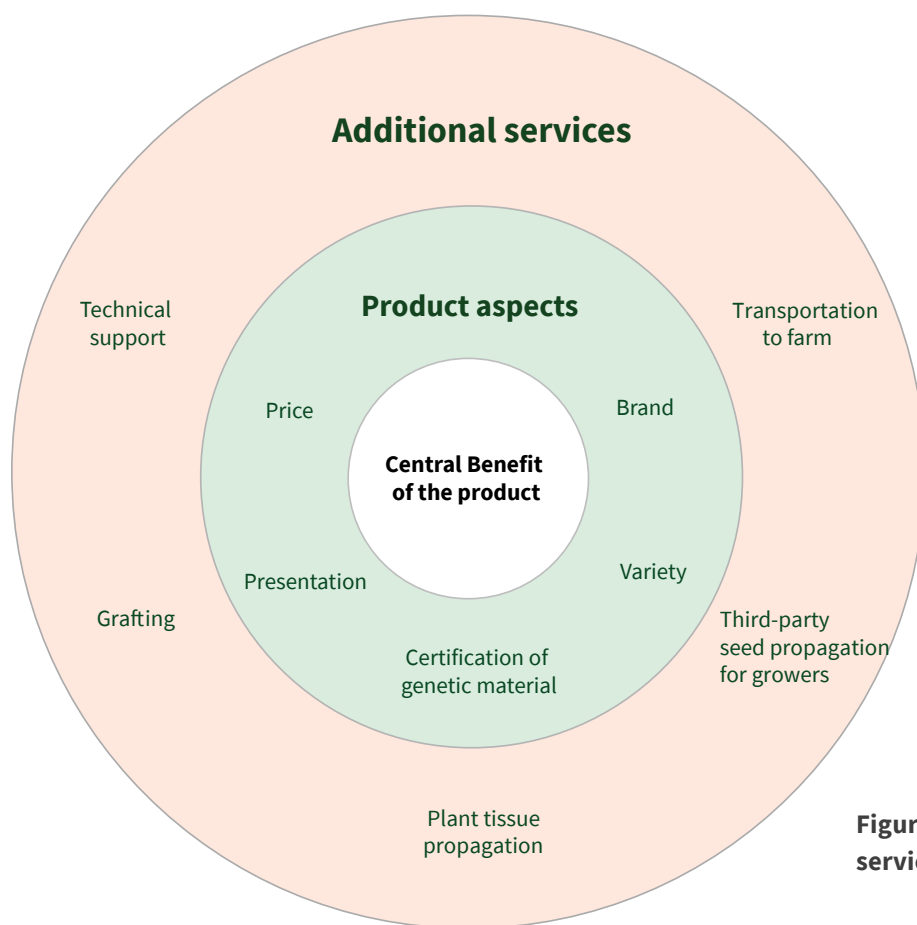 Additional services
Technical
support
Transportation
to farm
Product aspects
Price
Brand
Central Benefit
of the product
Presentation
Variety
Grafting
Third-party
seed propagation
for growers
Certification of
genetic material
Plant tissue
propagation